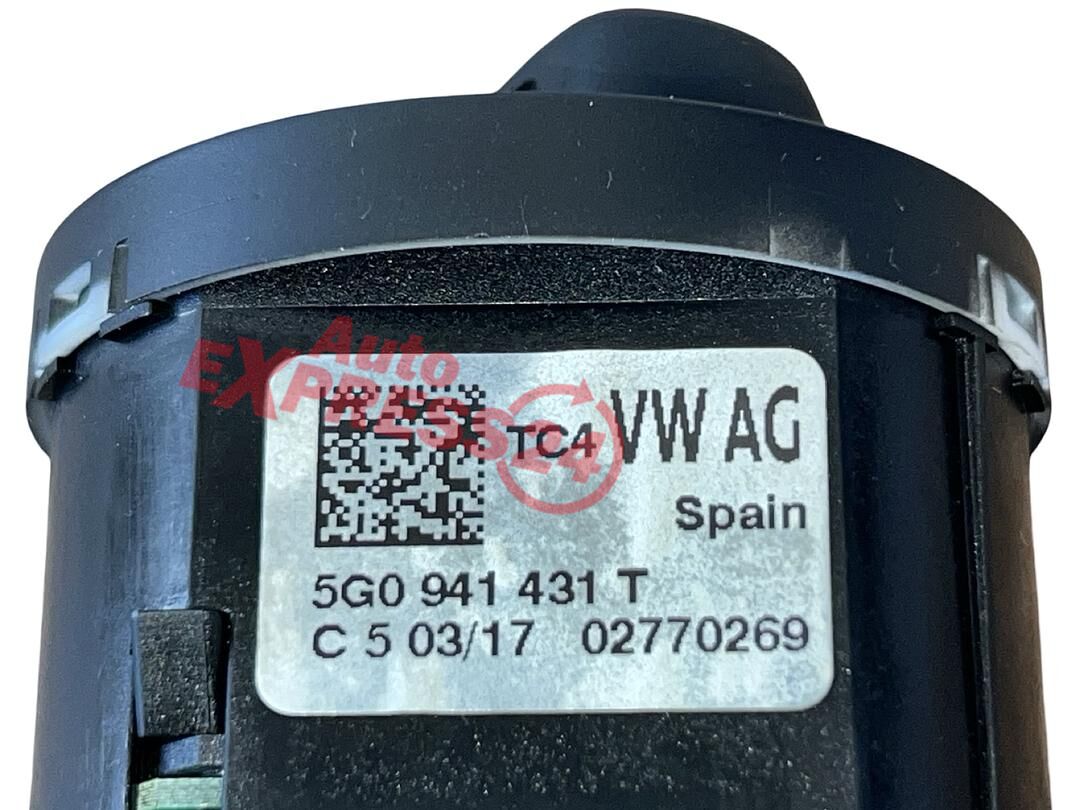 Auto
EXPRESS24
TC4 VW AG
Spain
5G0 941 431 T
C 5 03/17 02770269